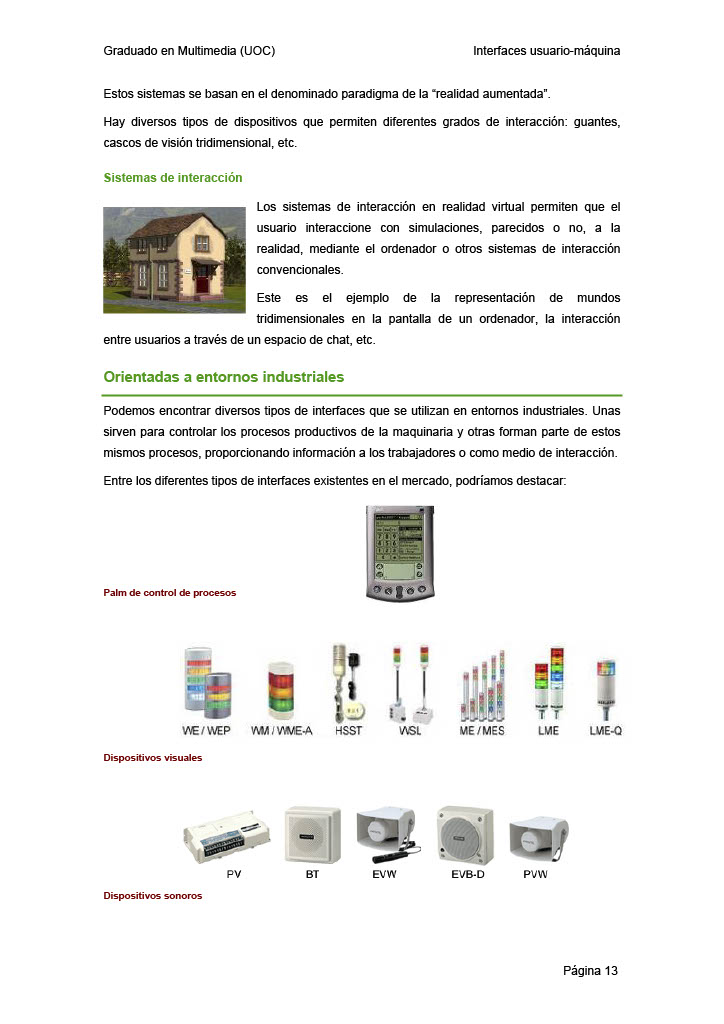 Graduado en Multimedia (UOC) Interfaces usuario-máquina
Estos sistemas se basan en el denominado paradigma de la “realidad aumentada”.
Hay diversos tipos de dispositivos que permiten diferentes grados de interacción: guantes,
cascos de visión tridimensional, etc.
Sistemas de interacción
Los sistemas de interacción en realidad virtual permiten que el
usuario interaccione con simulaciones, parecidos o no, a la
realidad, mediante el ordenador o otros sistemas de interacción
convencionales.
Este es el ejemplo de la representación de mundos
tridimensionales en la pantalla de un ordenador, la interacción
entre usuarios a través de un espacio de chat, etc.
Orientadas a entornos industriales
Podemos encontrar diversos tipos de interfaces que se utilizan en entornos industriales. Unas
sirven para controlar los procesos productivos de la maquinaria y otras forman parte de estos
mismos procesos, proporcionando información a los trabajadores o como medio de interacción.
Entre los diferentes tipos de interfaces existentes en el mercado, podríamos destacar:
Palm de control de procesos
WE / WEP WM / WME-A HSST WSL ME / MES LME LME-Q
Dispositivos visuales
PV BT EVW EVB-D PVW
Dispositivos sonoros
Página 13